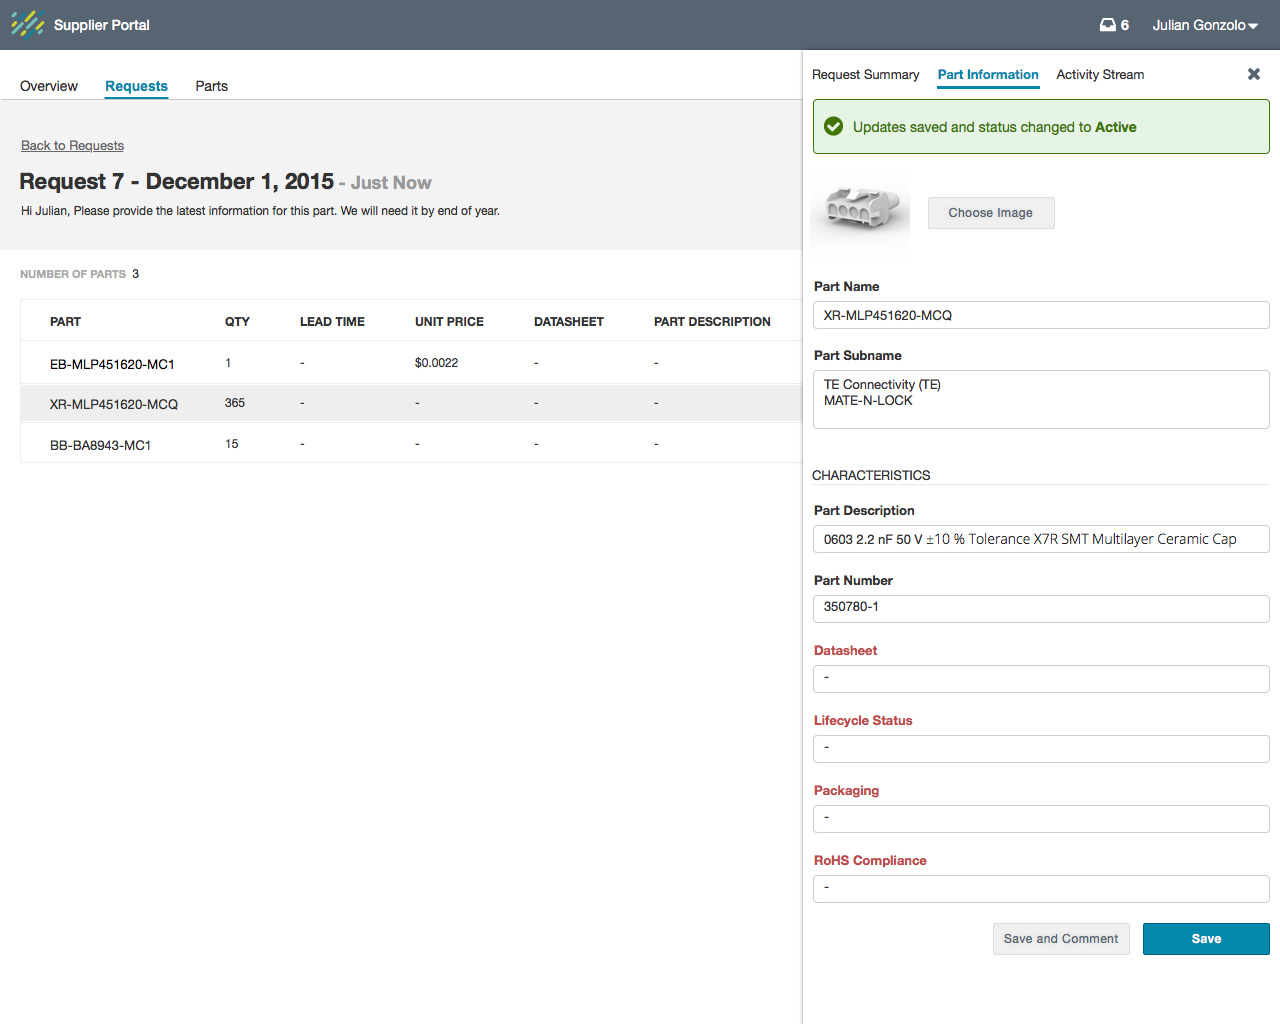 Supplier Portal
6
Julian Gonzolo
Overview
Requests
Parts
Back to Requests
Request 7 - December 1, 2015 - Just Now
Hi Julian, Please provide the latest information for this part. We will need it by end of year.
NUMBER OF PARTS 3
PART QTY LEAD TIME UNIT PRICE DATASHEET PART DESCRIPTION
EB-MLP451620-MC1 1 - $0.0022 - -
XR-MLP451620-MCQ 365 - - - -
BB-BA8943-MC1 15 - - - -
Request Summary
Part Information
Activity Stream
Updates saved and status changed to Active
Choose Image
Part Name
XR-MLP451620-MCQ
Part Subname
TE Connectivity (TE)
MATE-N-LOCK
CHARACTERISTICS
Part Description
0603 2.2 nF 50 V ±10 % Tolerance X7R SMT Multilayer Ceramic Cap
Part Number
350780-1
Datasheet
-
Lifecycle Status
-
Packaging
-
RoHS Compliance
-
Save and Comment
Save